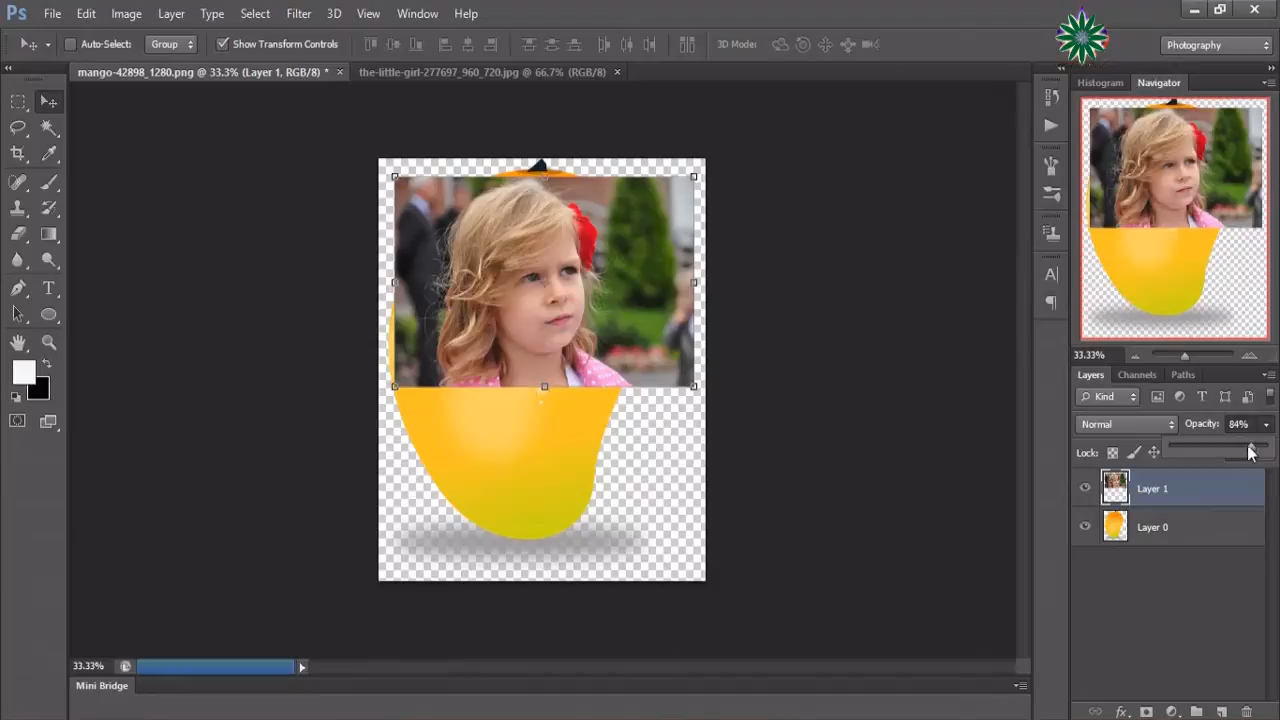 Ps File Edit Image Layer Type Select Filter 3D View Window Help
Auto-Select: Group Show Transform Controls 3D Mode: Photography
mango-42898_1280.png @ 33.3% (Layer 1, RGB/8) * × the-little-girl-277697_960_720.jpg @ 66.7% (RGB/8) ×
Histogram Navigator
33.33%
Layers Channels Paths
Kind
Normal Opacity: 84%
Lock:
Layer 1
Layer 0
33.33%
Mini Bridge